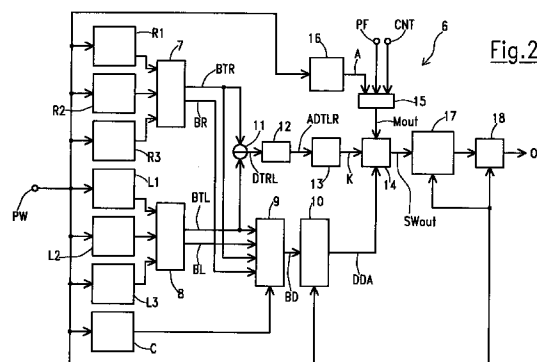 R1
7
PF
CNT
6
Fig.2
16
A
BTR
R2
BR
15
17
11
12
ADTLR
Mout
18
R3
DTRL
13
K
14
O
L1
BTL
9
10
SWout
PW
L2
BL
BD
DDA
L3
8
C